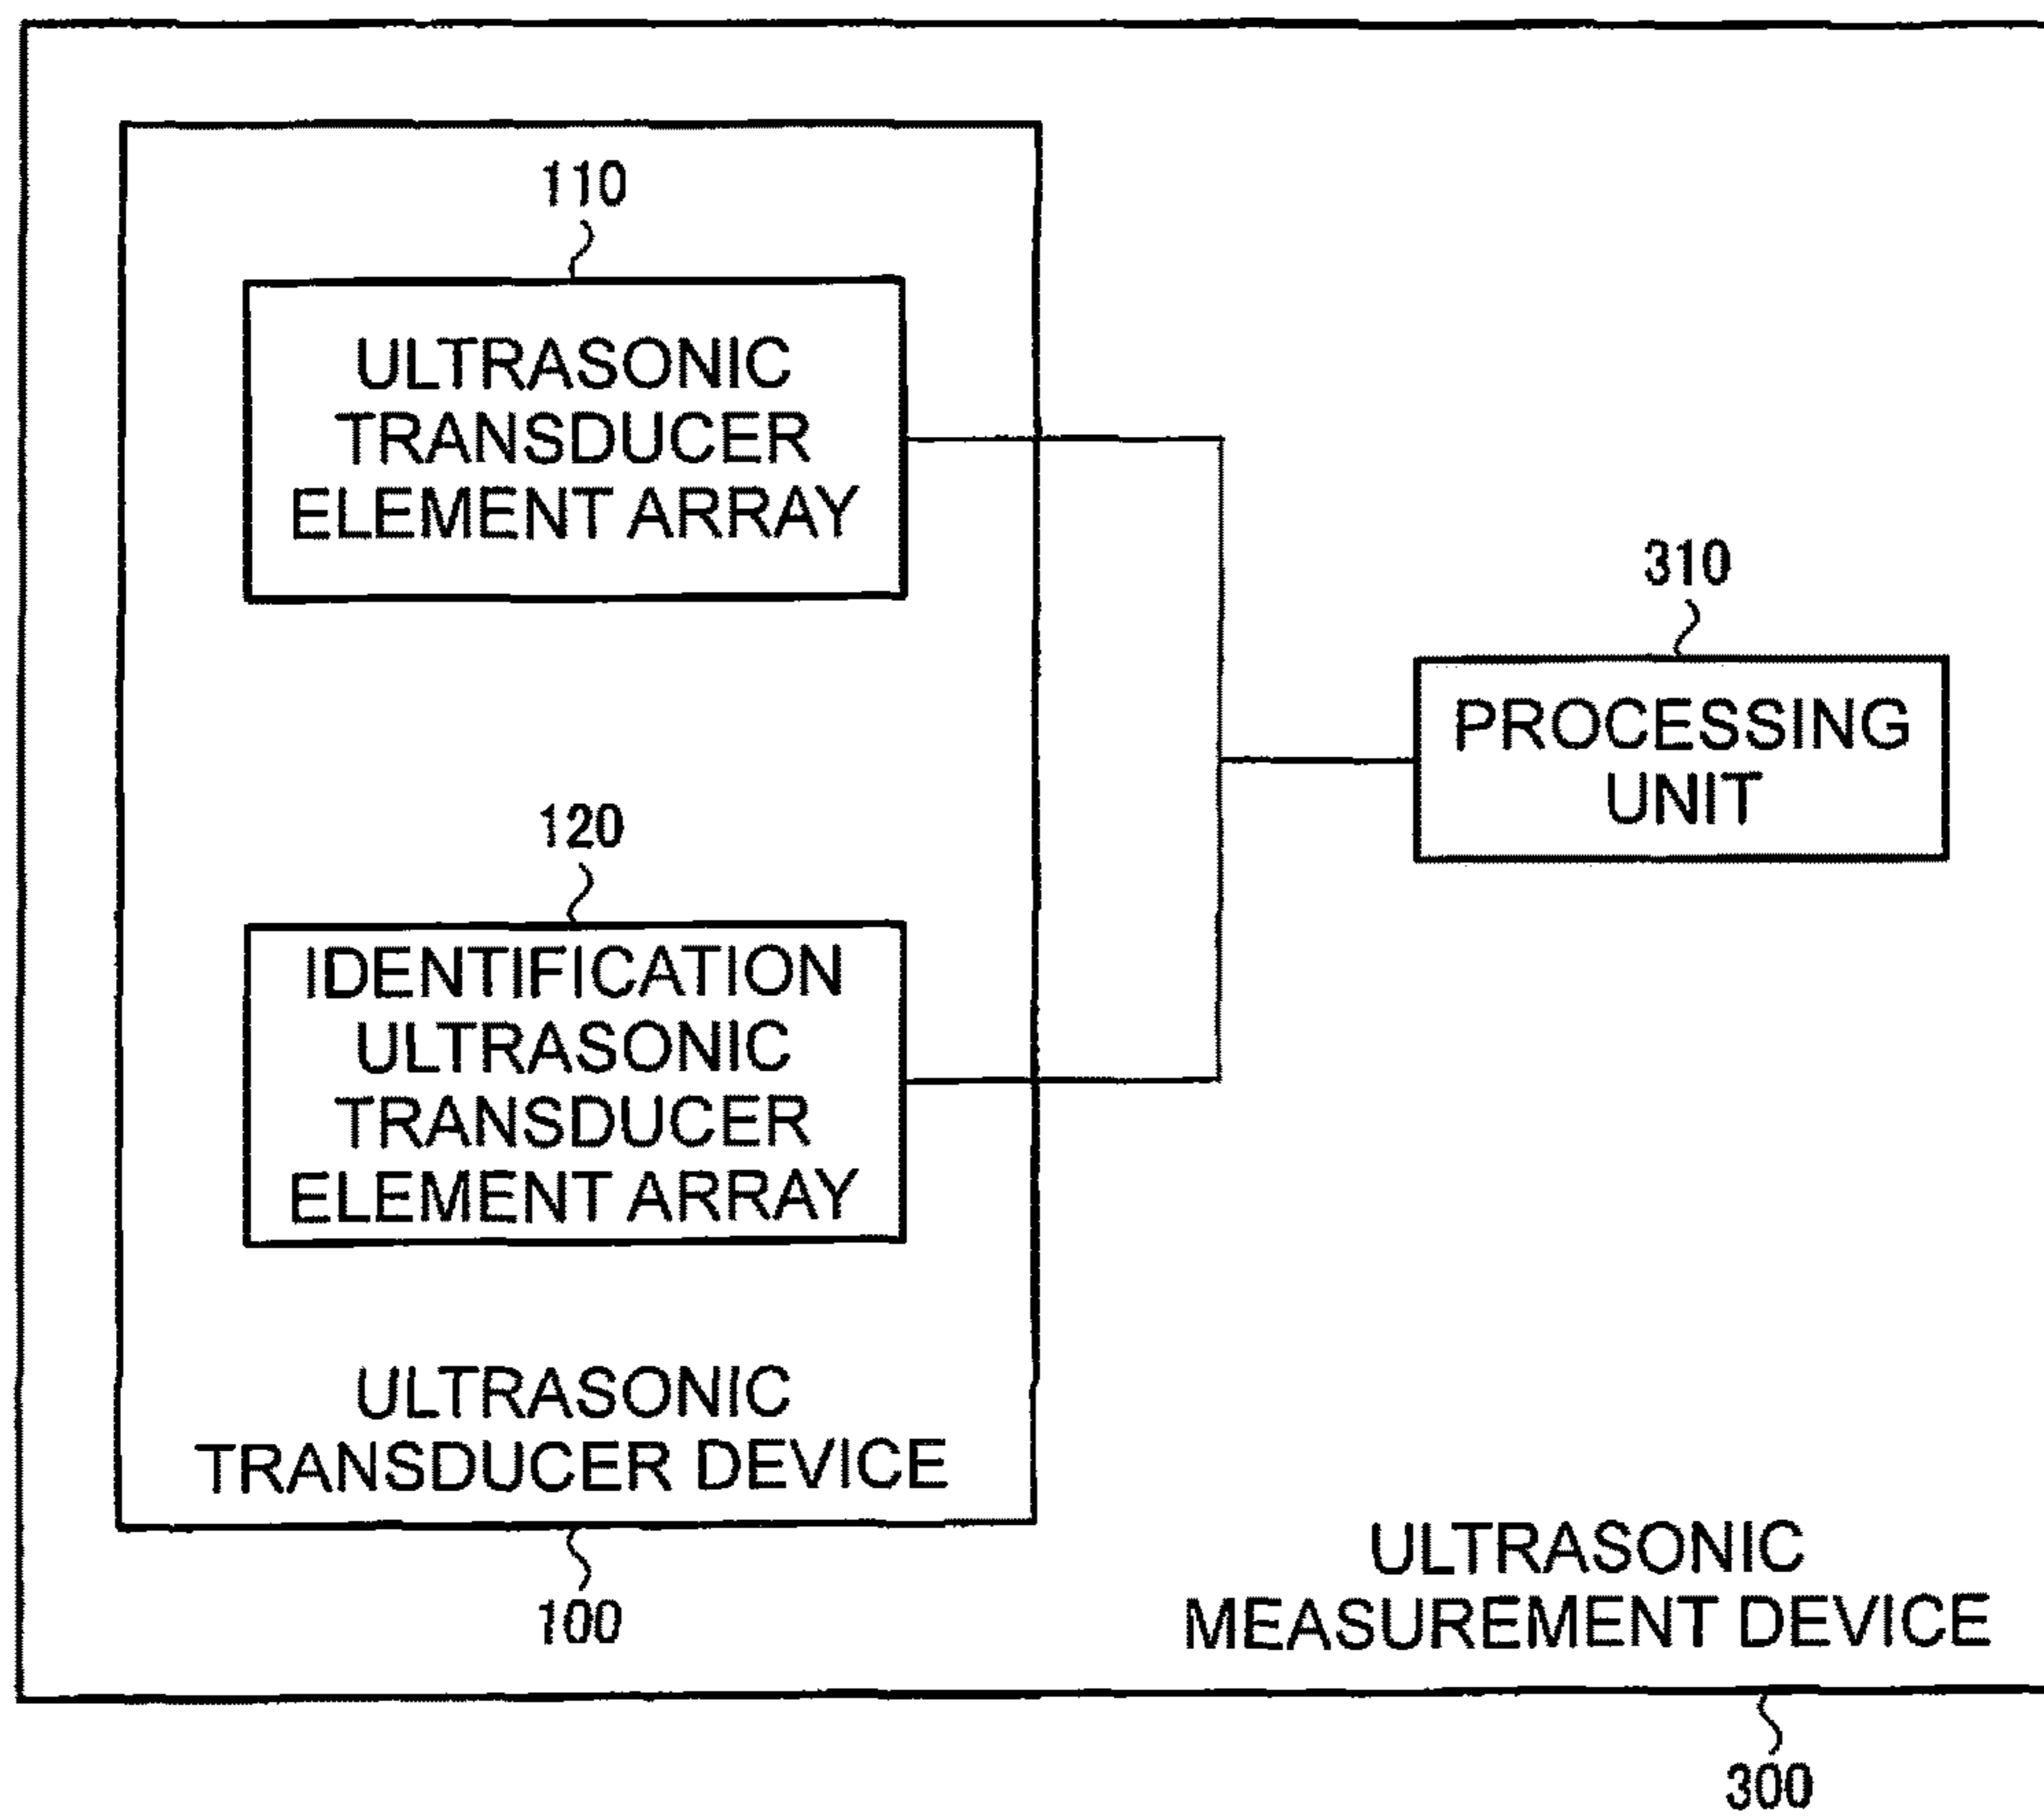 110
ULTRASONIC
TRANSDUCER
ELEMENT ARRAY
310
PROCESSING
UNIT
120
IDENTIFICATION
ULTRASONIC
TRANSDUCER
ELEMENT ARRAY
ULTRASONIC
TRANSDUCER DEVICE
100
ULTRASONIC
MEASUREMENT DEVICE
300